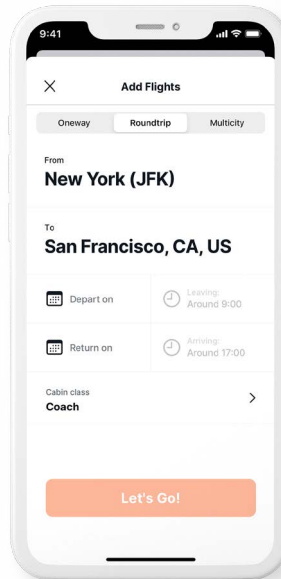 9:41
Add Flights
Oneway Roundtrip Multicity
From
New York (JFK)
To
San Francisco, CA, US
Depart on
Leaving:
Around 9:00
Return on
Arriving:
Around 17:00
Cabin class
Coach
Let's Go!